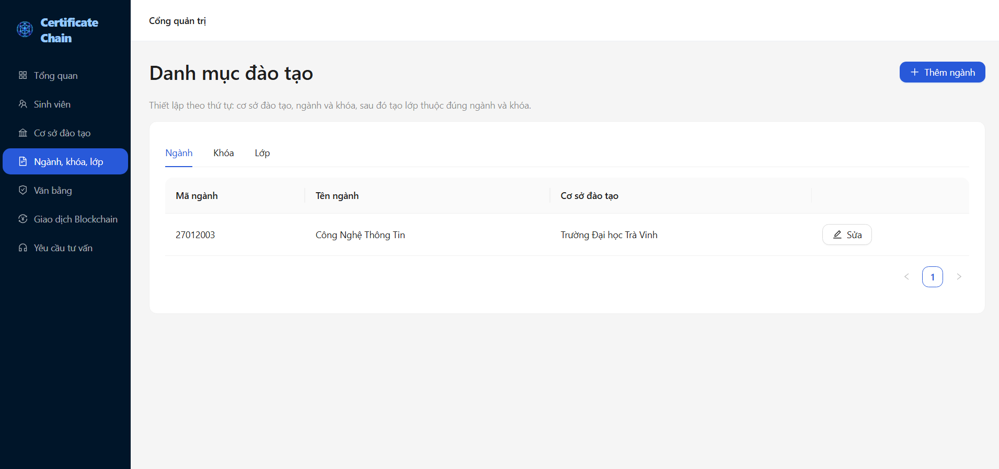 Certificate
Chain
Tổng quan
Sinh viên
Cơ sở đào tạo
Ngành, khóa, lớp
Văn bằng
Giao dịch Blockchain
Yêu cầu tư vấn
Cổng quản trị
Danh mục đào tạo
Thêm ngành
Thiết lập theo thứ tự: cơ sở đào tạo, ngành và khóa, sau đó tạo lớp thuộc đúng ngành và khóa.
Ngành Khóa Lớp
Mã ngành Tên ngành Cơ sở đào tạo
27012003 Công Nghệ Thông Tin Trường Đại học Trà Vinh Sửa
< 1 >